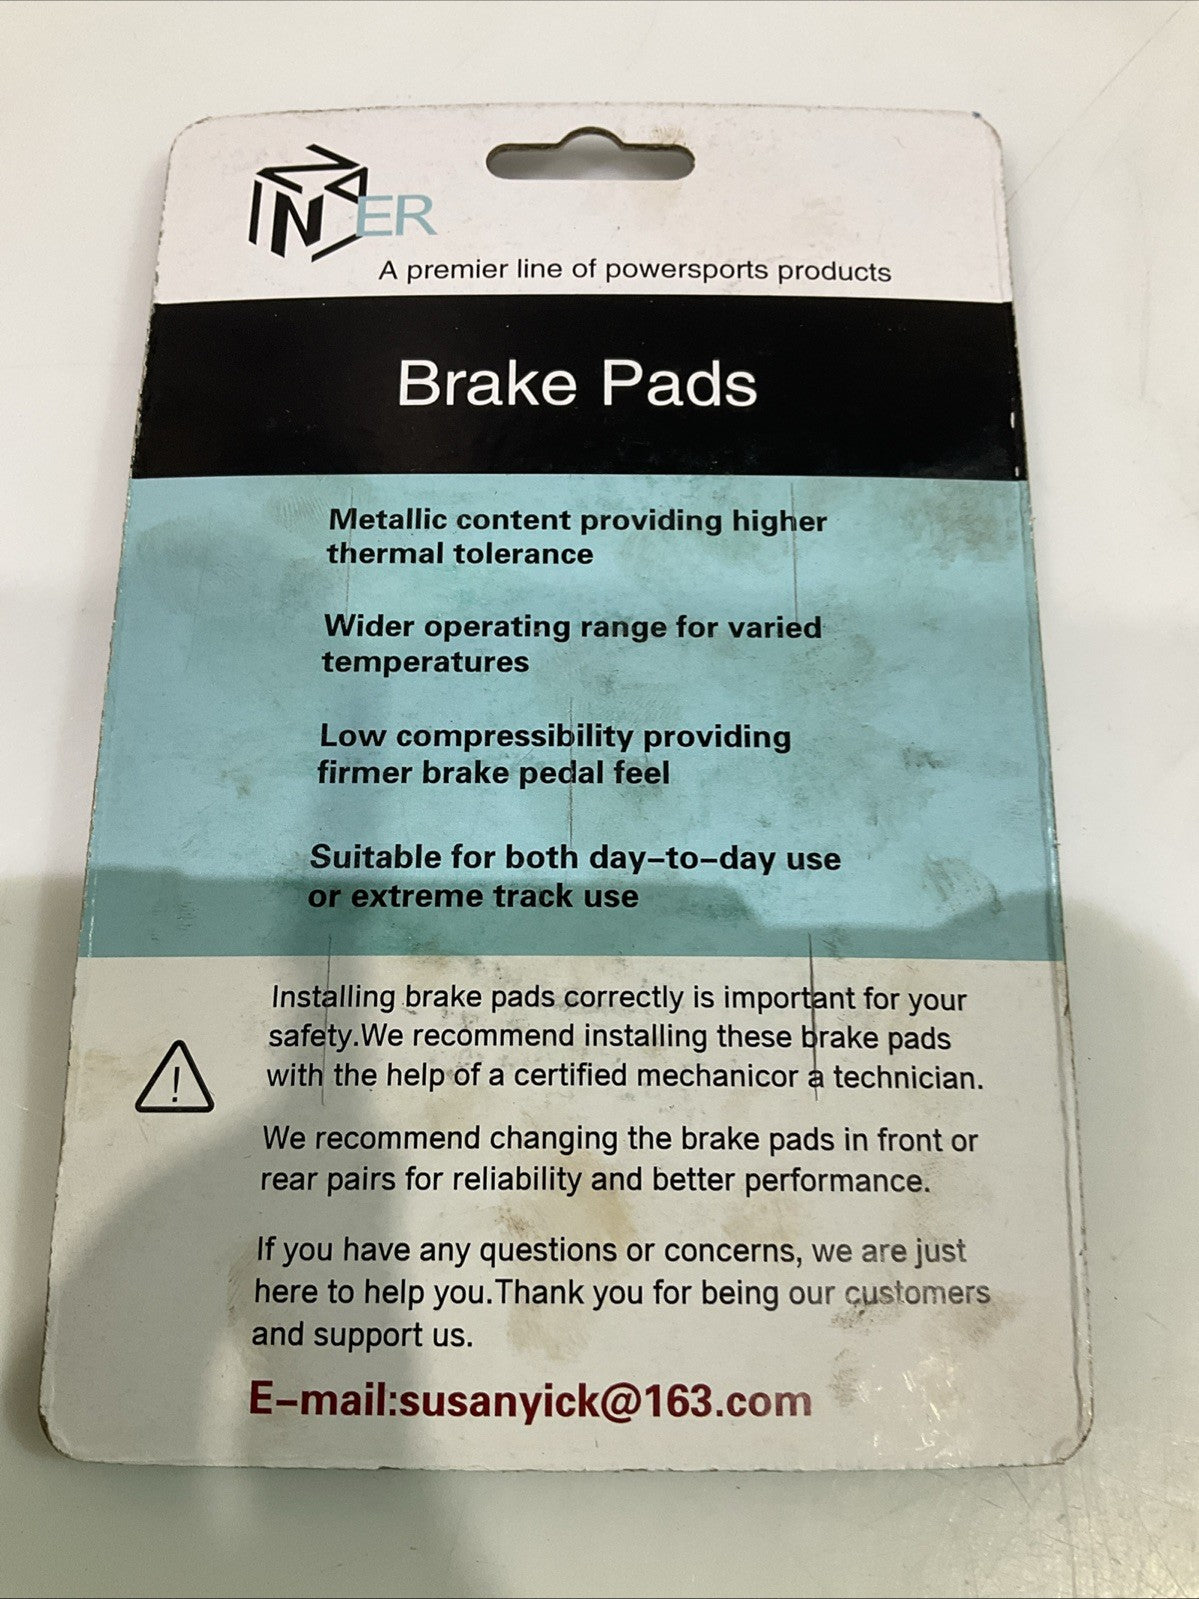 ER
A premier line of powersports products
Brake Pads
Metallic content providing higher
thermal tolerance
Wider operating range for varied
temperatures
Low compressibility providing
firmer brake pedal feel
Suitable for both day–to–day use
or extreme track use
Installing brake pads correctly is important for your
safety.We recommend installing these brake pads
with the help of a certified mechanicor a technician.
!
We recommend changing the brake pads in front or
rear pairs for reliability and better performance.
If you have any questions or concerns, we are just
here to help you.Thank you for being our customers
and support us.
E–mail:susanyick@163.com